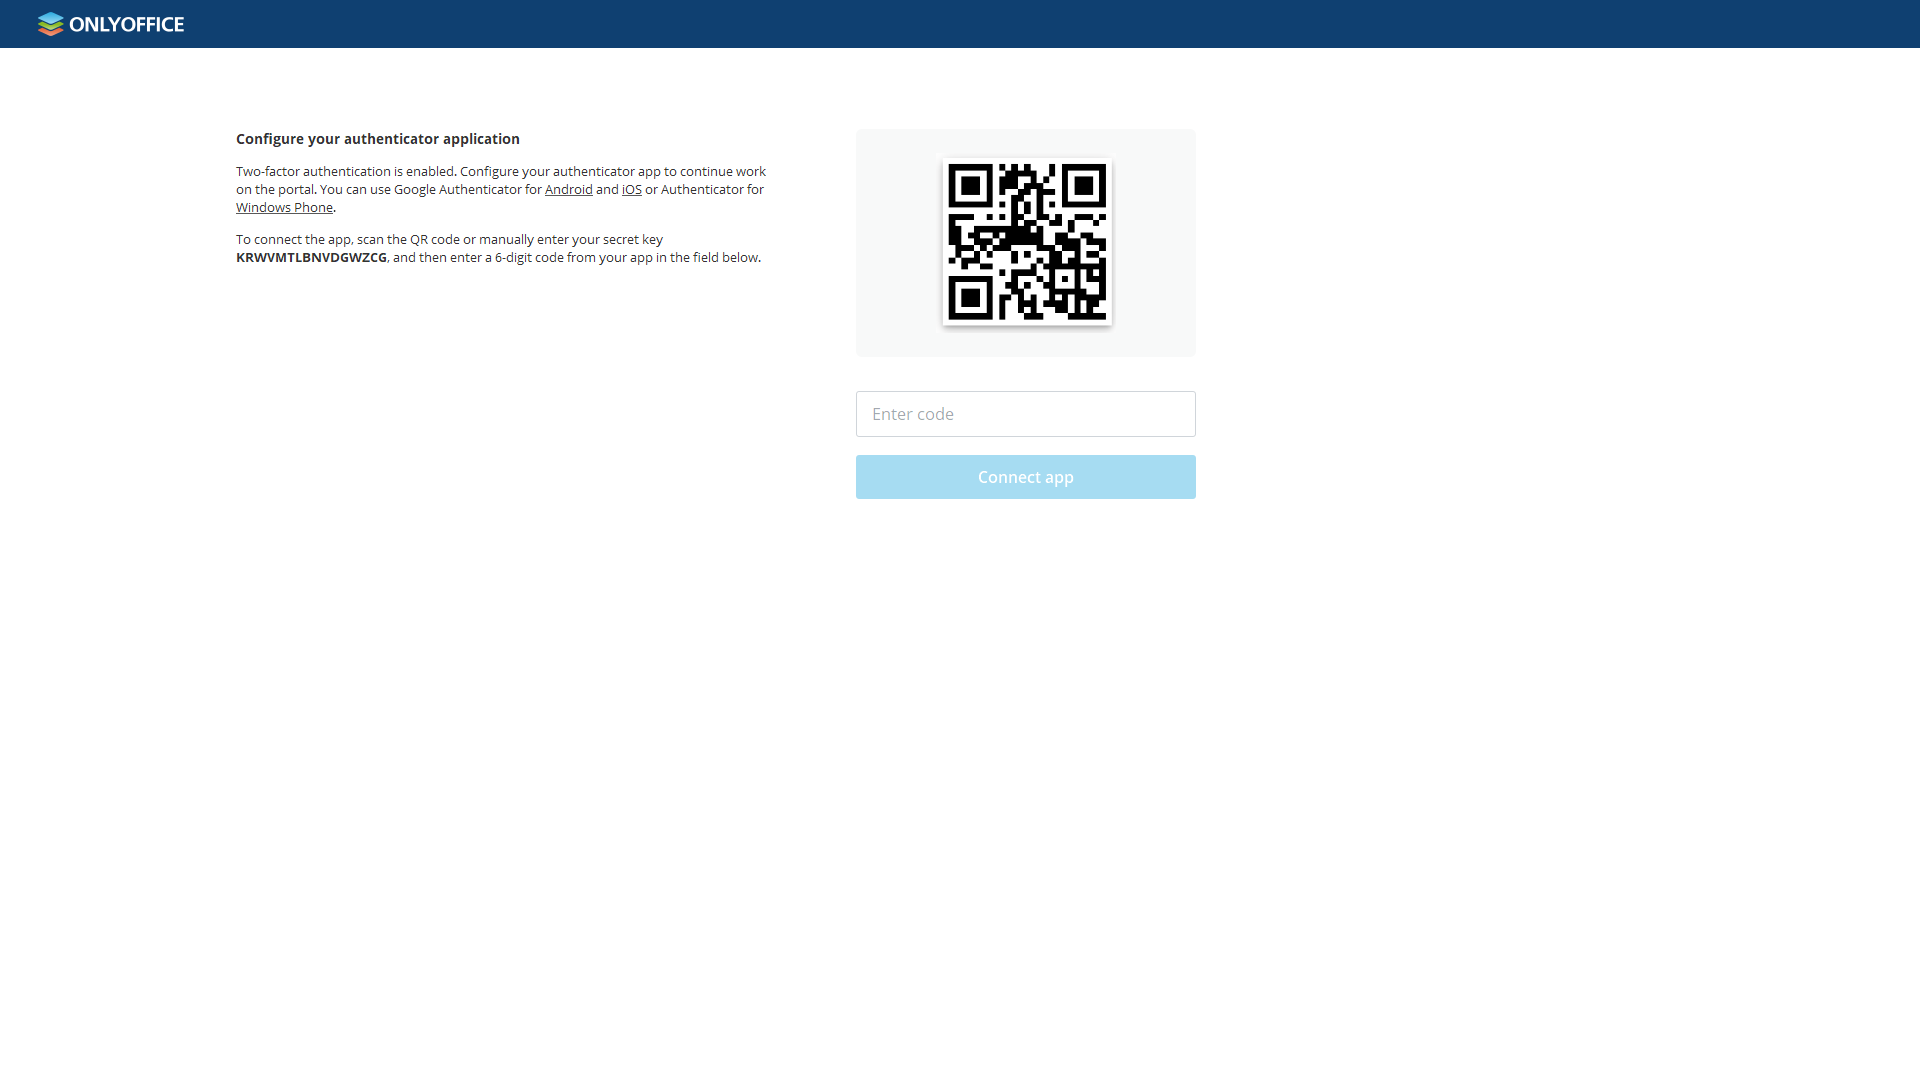 ONLYOFFICE
Configure your authenticator application
Two-factor authentication is enabled. Configure your authenticator app to continue work
on the portal. You can use Google Authenticator for Android and iOS or Authenticator for
Windows Phone.
To connect the app, scan the QR code or manually enter your secret key
KRWVMTLBNVDGWZCG, and then enter a 6-digit code from your app in the field below.
Enter code
Connect app